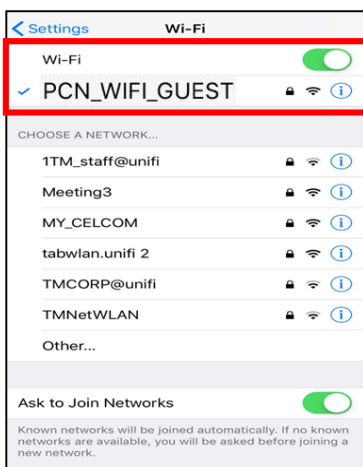 Settings Wi-Fi
Wi-Fi
PCN_WIFI_GUEST
CHOOSE A NETWORK...
1TM_staff@unifi
Meeting3
MY_CELCOM
tabwlan.unifi 2
TMCORP@unifi
TMNetWLAN
Other...
Ask to Join Networks
Known networks will be joined automatically. If no known
networks are available, you will be asked before joining a
new network.